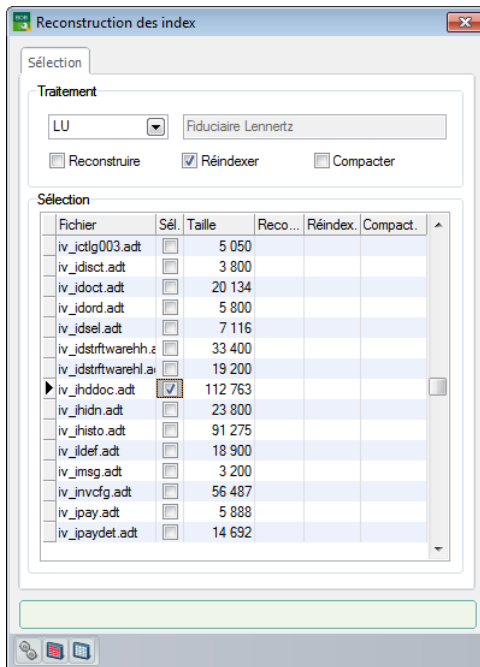 BOB
Reconstruction des index
Sélection
Traitement
LU Fiduciaire Lennertz
Reconstruire Réindexer Compacter
Sélection
Fichier Sél. Taille Reco... Réindex. Compact.
iv_ictlg003.adt 5 050
iv_idisct.adt 3 800
iv_idoct.adt 20 134
iv_idord.adt 5 800
iv_idsel.adt 7 116
iv_idstrftwarehh.a 33 400
iv_idstrftwarehl.a 19 200
iv_ihddoc.adt 112 763
iv_ihidn.adt 23 800
iv_ihisto.adt 91 275
iv_ildef.adt 18 900
iv_imsg.adt 3 200
iv_invcfg.adt 56 487
iv_ipay.adt 5 888
iv_ipaydet.adt 14 692